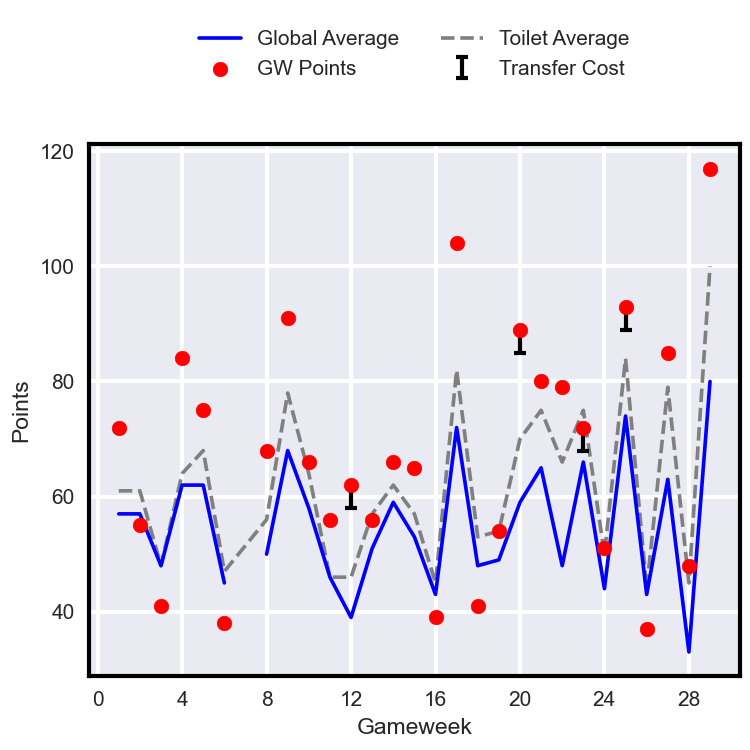 Global Average
Toilet Average
GW Points
Transfer Cost
120
100
80
60
40
Points
0 4 8 12 16 20 24 28
Gameweek